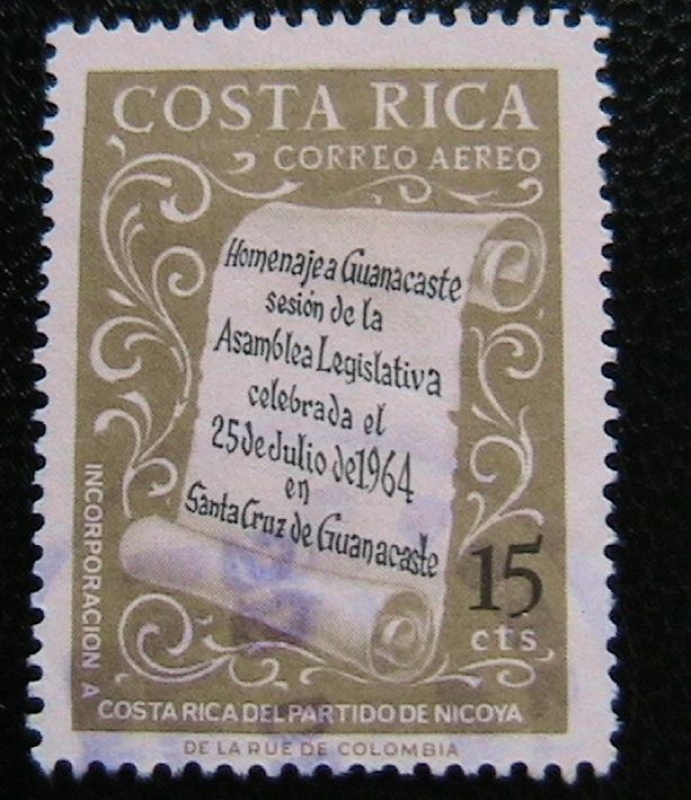 COSTA RICA
CORREO AEREO
Homenaje a Guanacaste
sesión de la
Asamblea Legislativa
celebrada el
25 de Julio de 1964
en
Santa Cruz de Guanacaste
15
cts
INCORPORACION A
COSTA RICA DEL PARTIDO DE NICOYA
DE LA RUE DE COLOMBIA